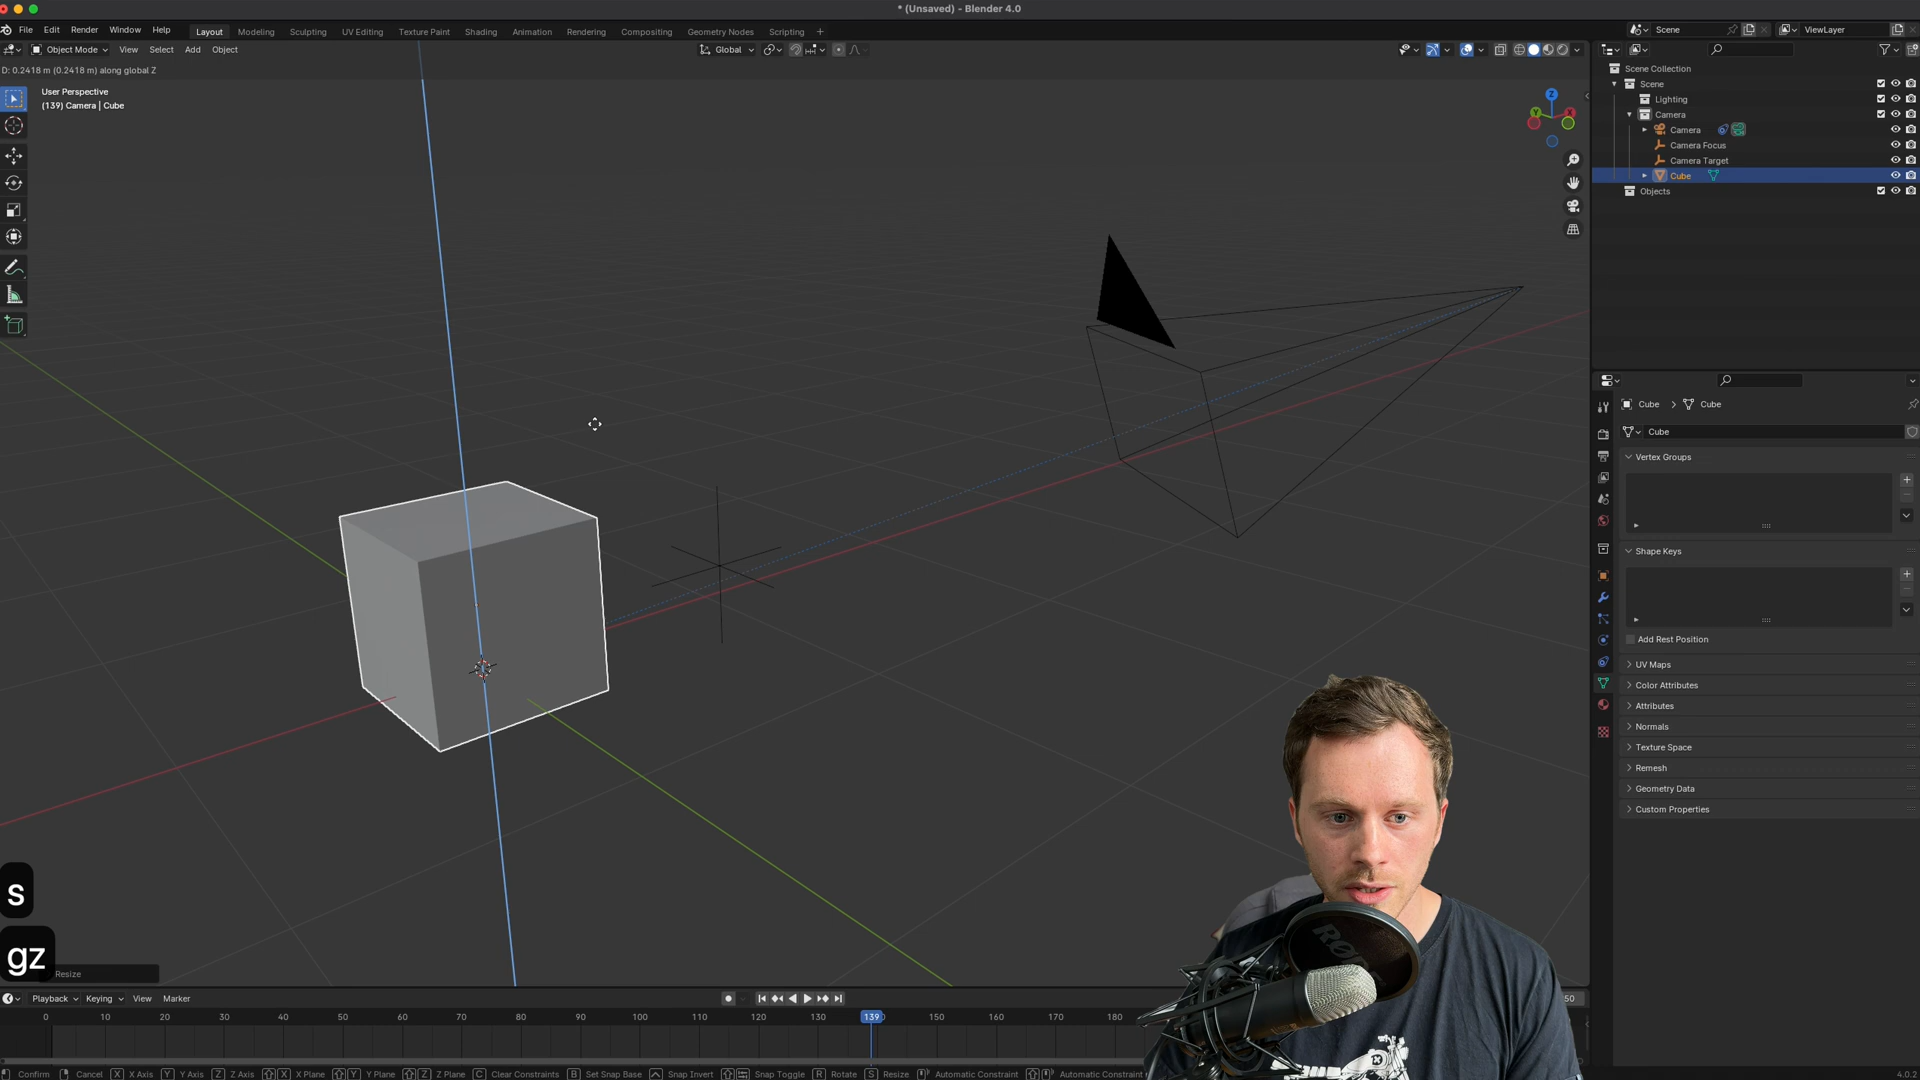 * (Unsaved) - Blender 4.0
File Edit Render Window Help Layout Modeling Sculpting UV Editing Texture Paint Shading Animation Rendering Compositing Geometry Nodes Scripting + Scene ViewLayer
Object Mode View Select Add Object Global
D: 0.2418 m (0.2418 m) along global Z
User Perspective
(139) Camera | Cube
Z
Y X
Scene Collection
Scene
Lighting
Camera
Camera
Camera Focus
Camera Target
Cube
Objects
Cube > Cube
Cube
Vertex Groups
Shape Keys
Add Rest Position
UV Maps
Color Attributes
Attributes
Normals
Texture Space
Remesh
Geometry Data
Custom Properties
s
gz
Resize
RØDE
Playback Keying View Marker 50
0 10 20 30 40 50 60 70 80 90 100 110 120 130 139 150 160 170 180
Confirm Cancel X X Axis Y Y Axis Z Z Axis X X Plane Y Y Plane Z Z Plane C Clear Constraints B Set Snap Base Snap Invert Snap Toggle R Rotate S Resize Automatic Constraint Automatic Constraint 4.0.2